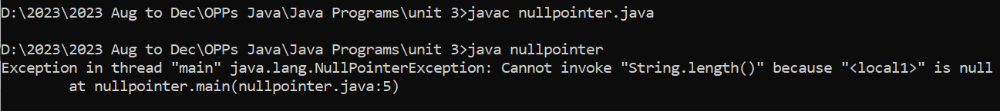 D:\2023\2023 Aug to Dec\OPPs Java\Java Programs\unit 3>javac nullpointer.java
D:\2023\2023 Aug to Dec\OPPs Java\Java Programs\unit 3>java nullpointer
Exception in thread "main" java.lang.NullPointerException: Cannot invoke "String.length()" because "<local1>" is null
        at nullpointer.main(nullpointer.java:5)